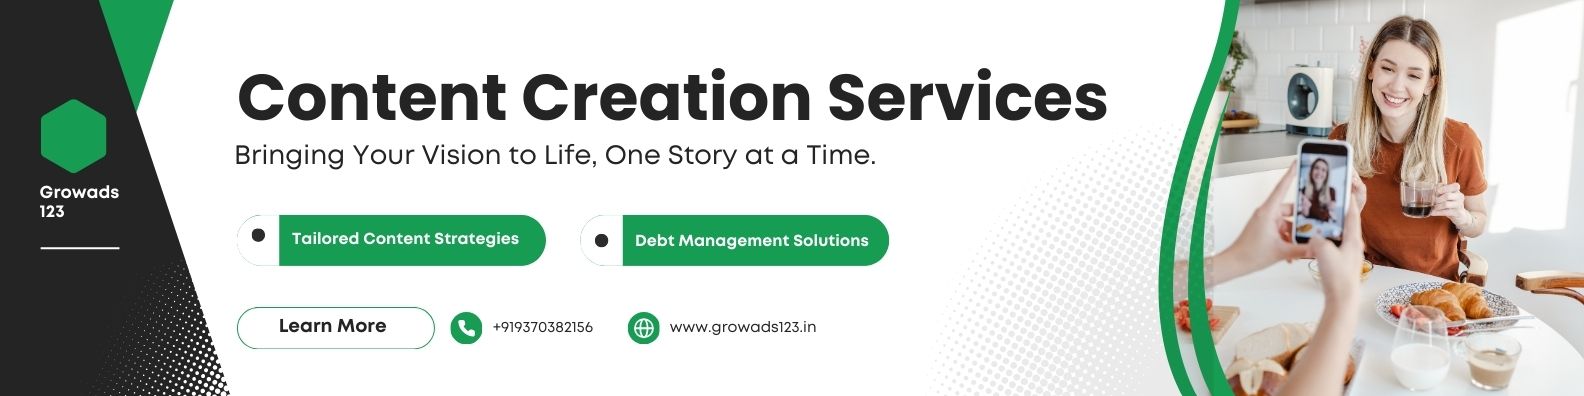 Growads
123
Content Creation Services
Bringing Your Vision to Life, One Story at a Time.
Tailored Content Strategies
Debt Management Solutions
Learn More
+919370382156
www.growads123.in